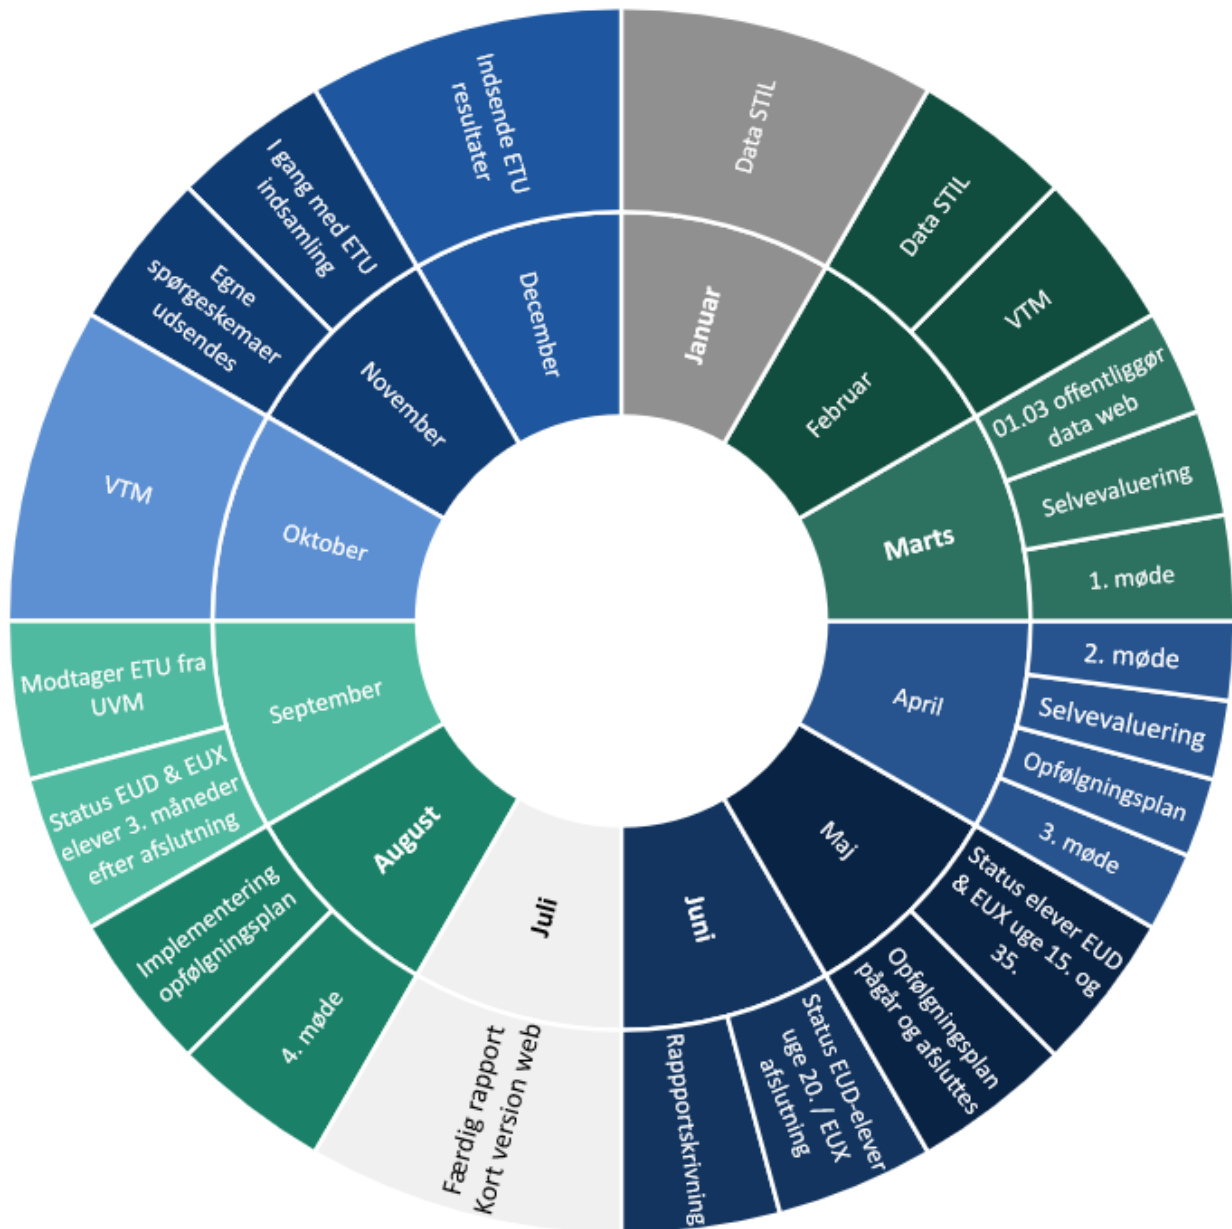 Januar
Data STIL
Februar
Data STIL
VTM
Marts
01.03 offentliggør
data web
Selvevaluering
1. møde
April
2. møde
Selvevaluering
Opfølgningsplan
3. møde
Maj
Status elever EUD
& EUX uge 15. og
35.
Opfølgningsplan
pågår og afsluttes
Juni
Status EUD-elever
uge 20. / EUX
afslutning
Rappportskrivning
Juli
Færdig rapport
Kort version web
August
4. møde
Implementering
opfølgningsplan
September
Status EUD & EUX
elever 3. måneder
efter afslutning
Modtager ETU fra
UVM
Oktober
VTM
November
Egne
spørgeskemaer
udsendes
I gang med ETU
indsamling
December
Indsende ETU
resultater